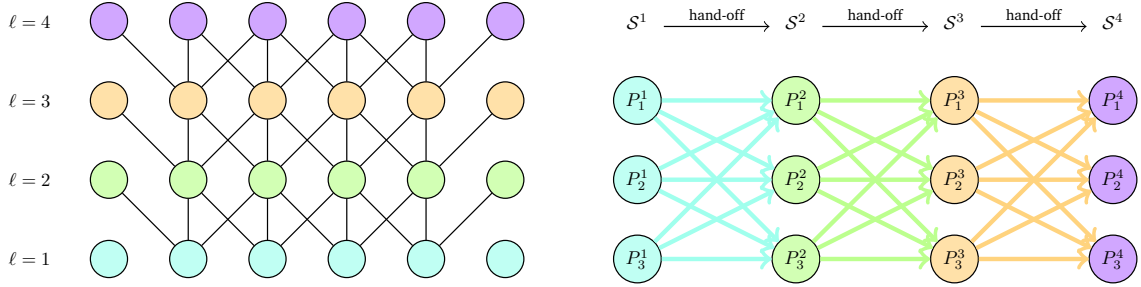 ℓ = 4
ℓ = 3
ℓ = 2
ℓ = 1
𝒮¹ hand-off 𝒮² hand-off 𝒮³ hand-off 𝒮⁴
P₁¹ P₁² P₁³ P₁⁴
P₂¹ P₂² P₂³ P₂⁴
P₃¹ P₃² P₃³ P₃⁴